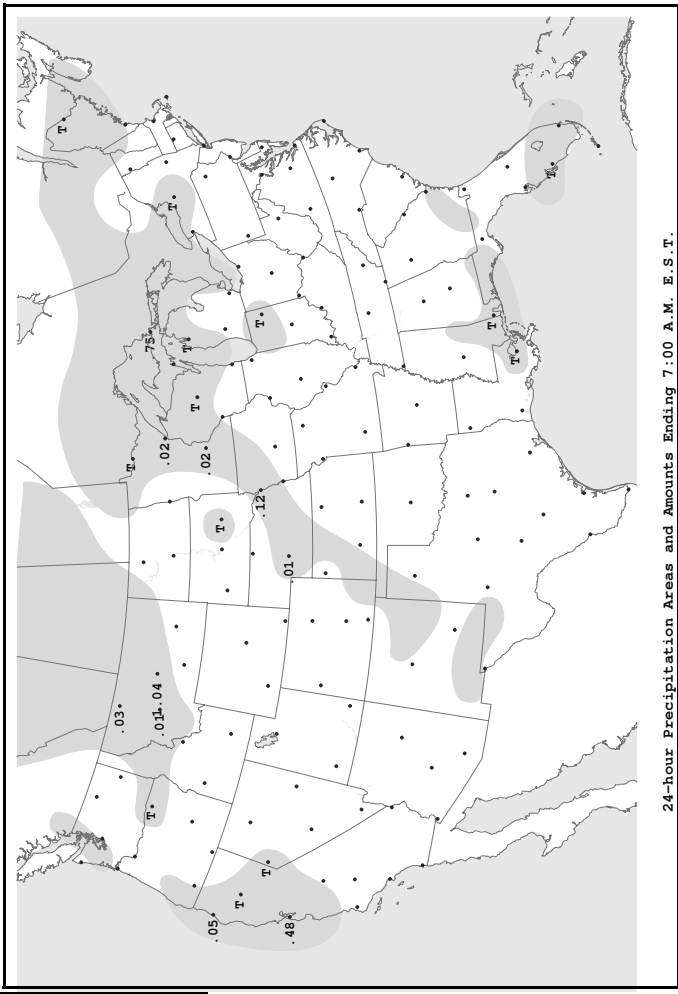 T
.03
T
.75
T
.01
1.04
.02
T
T
T
.02
.05
T
T
.12
T
T
.01
.48
T
T
T
24-hour Precipitation Areas and Amounts Ending 7:00 A.M. E.S.T.